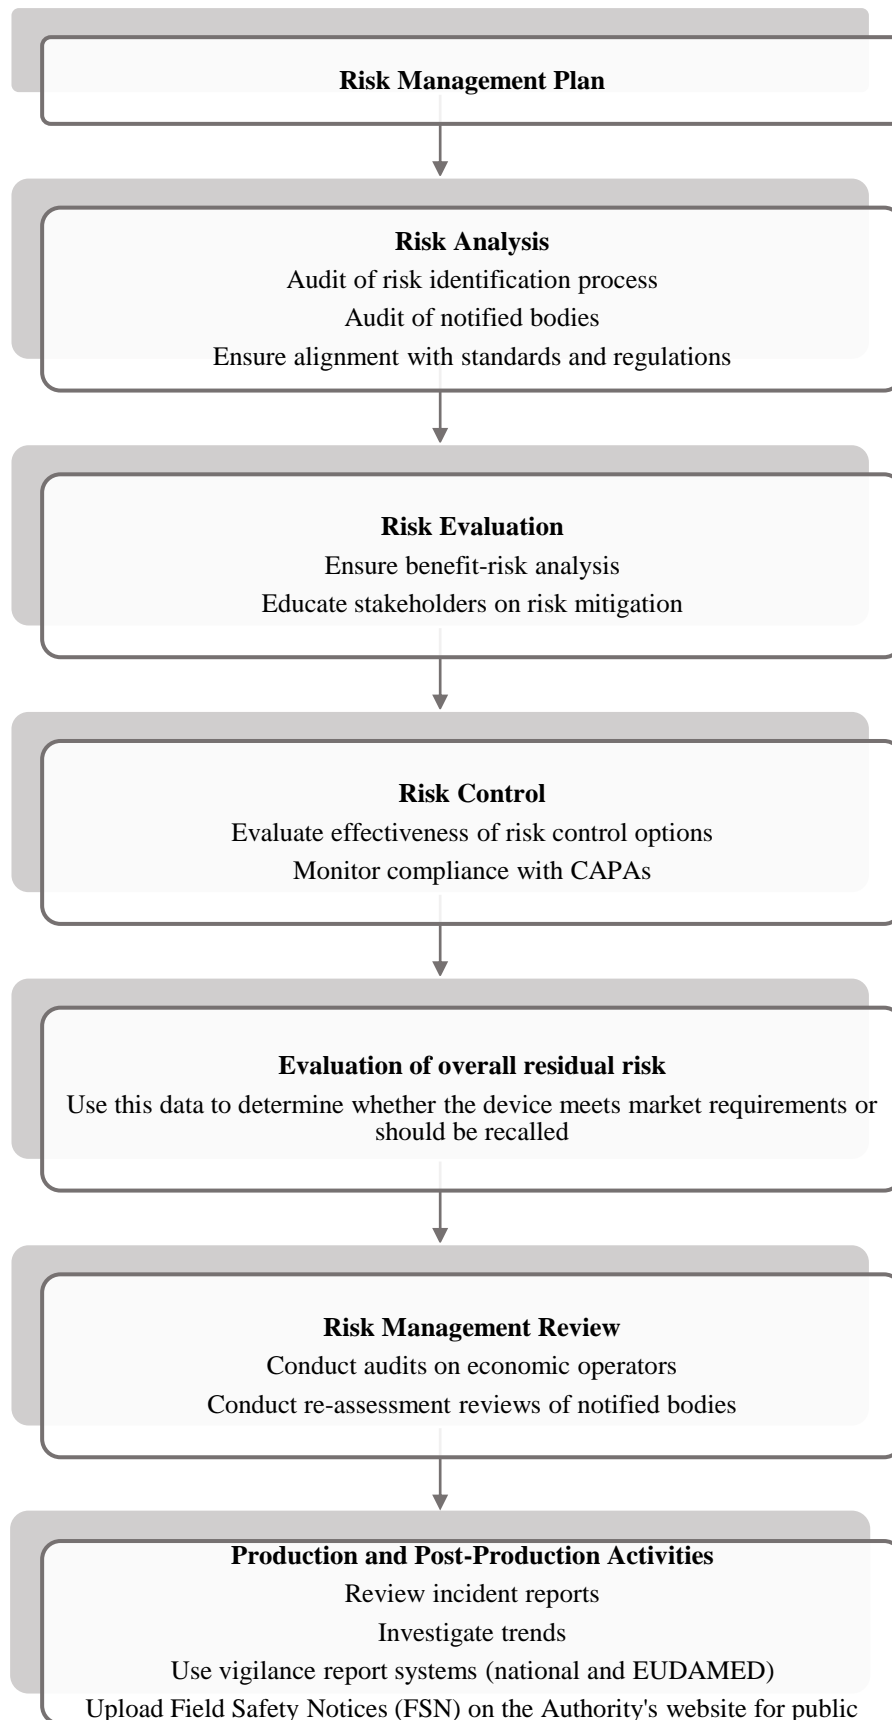 Risk Management Plan
Risk Analysis
Audit of risk identification process
Audit of notified bodies
Ensure alignment with standards and regulations
Risk Evaluation
Ensure benefit-risk analysis
Educate stakeholders on risk mitigation
Risk Control
Evaluate effectiveness of risk control options
Monitor compliance with CAPAs
Evaluation of overall residual risk
Use this data to determine whether the device meets market requirements or
should be recalled
Risk Management Review
Conduct audits on economic operators
Conduct re-assessment reviews of notified bodies
Production and Post-Production Activities
Review incident reports
Investigate trends
Use vigilance report systems (national and EUDAMED)
Upload Field Safety Notices (FSN) on the Authority's website for public